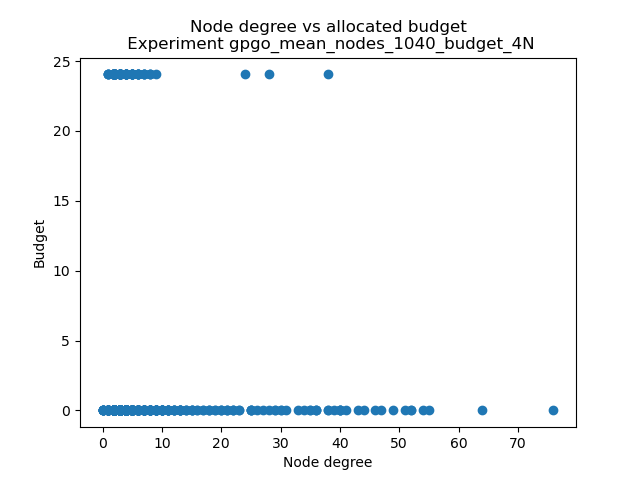 Node degree vs allocated budget
Experiment gpgo_mean_nodes_1040_budget_4N
25
20
15
10
5
0
Budget
0 10 20 30 40 50 60 70
Node degree